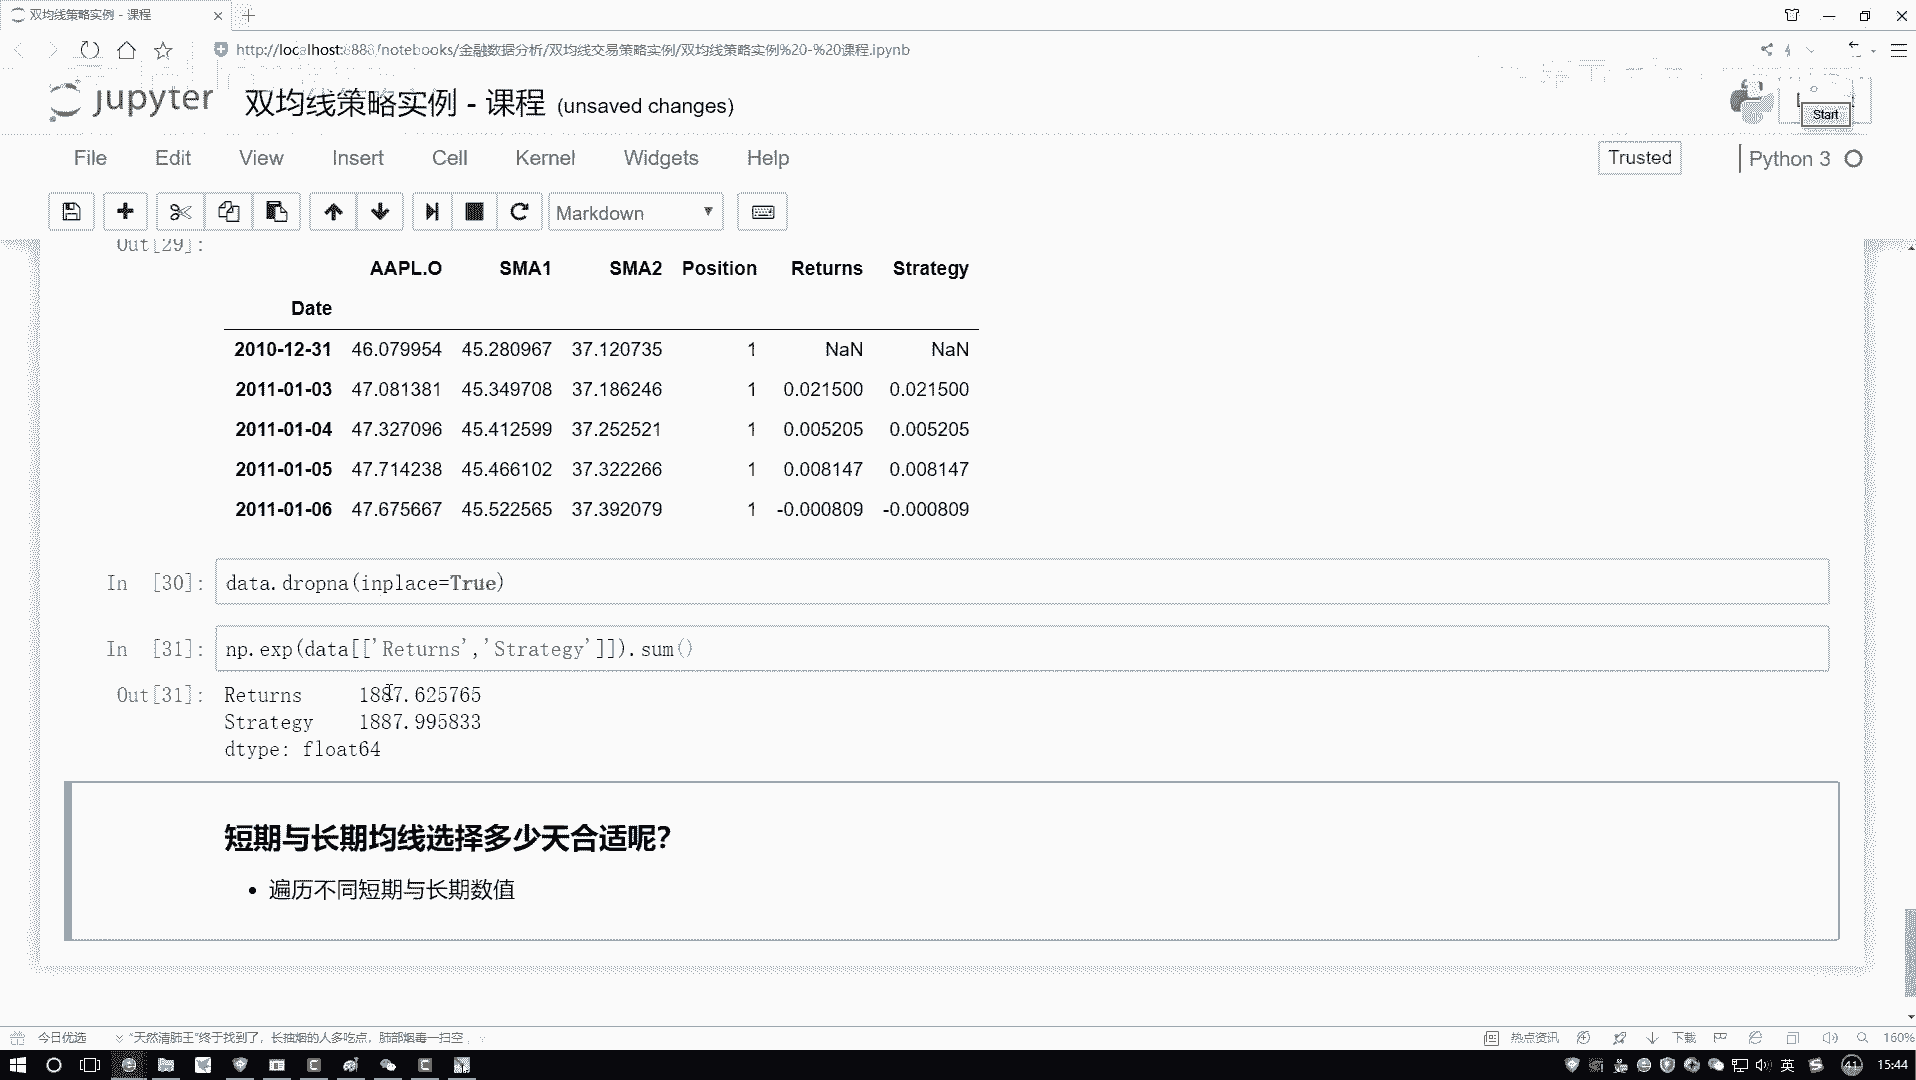 双均线策略实例 - 课程
http://localhost:888/notebooks/金融数据分析/双均线交易策略实例/双均线策略实例%20-%20课程.ipynb
jupyter 双均线策略实例 - 课程 (unsaved changes)
Start
File Edit View Insert Cell Kernel Widgets Help
Trusted Python 3
Markdown
Out[29]:
AAPL.O SMA1 SMA2 Position Returns Strategy
Date
2010-12-31 46.079954 45.280967 37.120735 1 NaN NaN
2011-01-03 47.081381 45.349708 37.186246 1 0.021500 0.021500
2011-01-04 47.327096 45.412599 37.252521 1 0.005205 0.005205
2011-01-05 47.714238 45.466102 37.322266 1 0.008147 0.008147
2011-01-06 47.675667 45.522565 37.392079 1 -0.000809 -0.000809
In [30]: data.dropna(inplace=True)
In [31]: np.exp(data[['Returns','Strategy']]).sum()
Out[31]: Returns 1887.625765
Strategy 1887.995833
dtype: float64
短期与长期均线选择多少天合适呢?
• 遍历不同短期与长期数值
今日优选 “天然清肺王”终于找到了，长抽烟的人多吃点，肺部烟毒一扫空 热点资讯 下载 160%
英 41 15:44